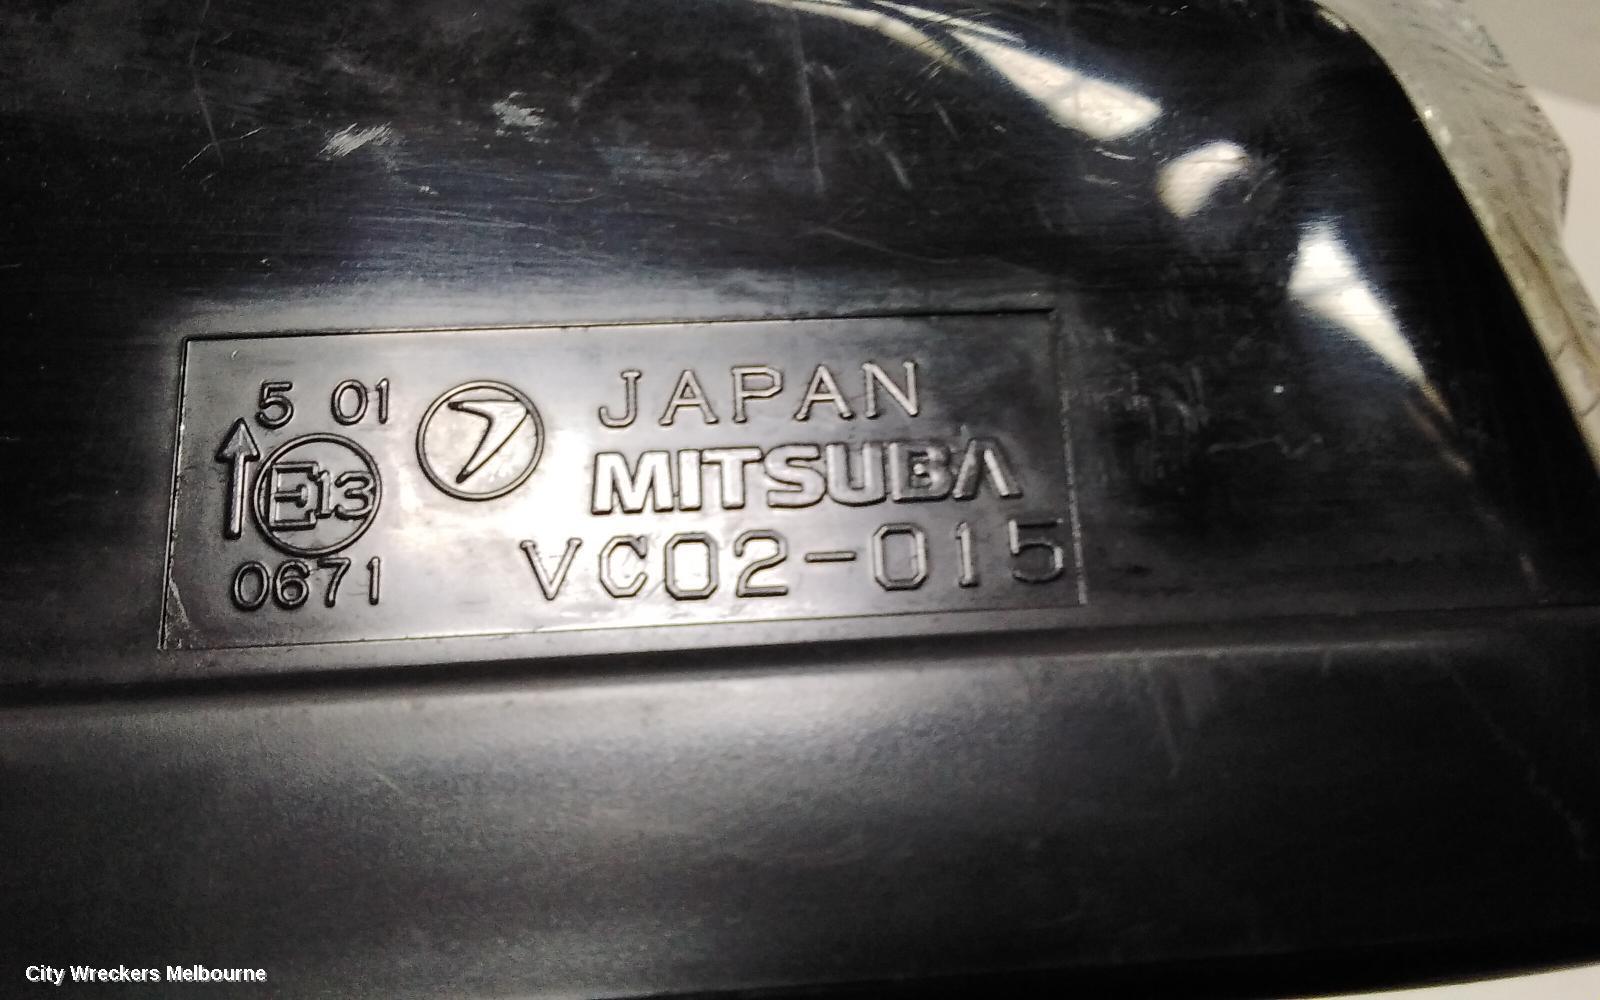 5 01
E13
0671
JAPAN
MITSUBA
VC02-015
City Wreckers Melbourne